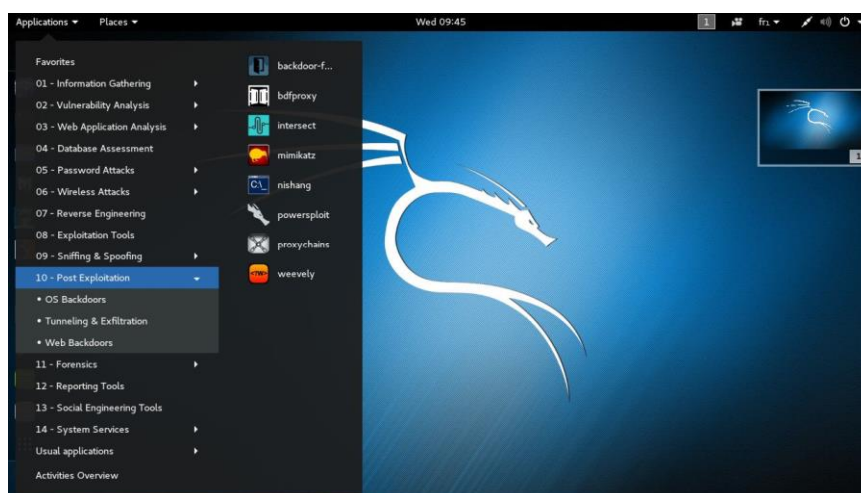 Applications Places Wed 09:45 1 fr₁
Favorites
01 - Information Gathering
02 - Vulnerability Analysis
03 - Web Application Analysis
04 - Database Assessment
05 - Password Attacks
06 - Wireless Attacks
07 - Reverse Engineering
08 - Exploitation Tools
09 - Sniffing & Spoofing
10 - Post Exploitation
• OS Backdoors
• Tunneling & Exfiltration
• Web Backdoors
11 - Forensics
12 - Reporting Tools
13 - Social Engineering Tools
14 - System Services
Usual applications
Activities Overview
backdoor-f...
bdfproxy
intersect
mimikatz
C:\_ nishang
powersploit
proxychains
weevely
1